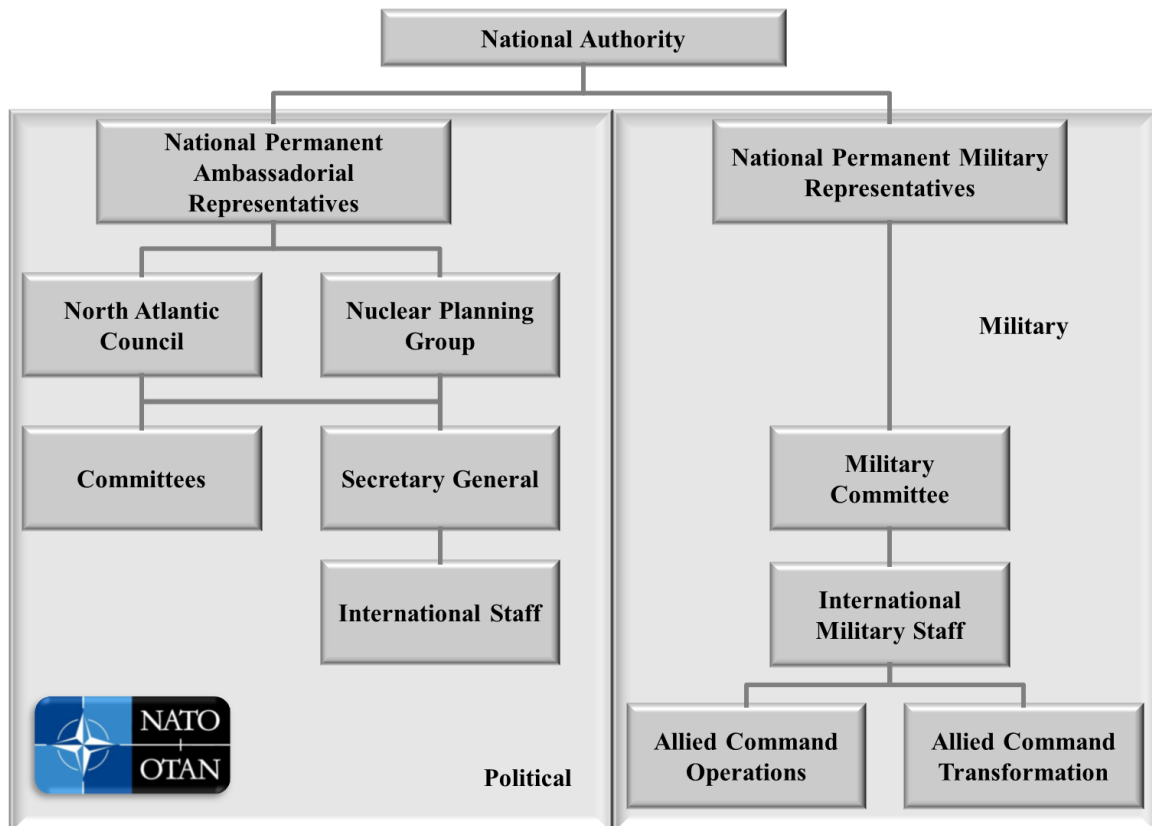 National Authority
National Permanent
Ambassadorial
Representatives
National Permanent Military
Representatives
North Atlantic
Council
Nuclear Planning
Group
Military
Committees
Secretary General
Military
Committee
International Staff
International
Military Staff
NATO
OTAN
Political
Allied Command
Operations
Allied Command
Transformation